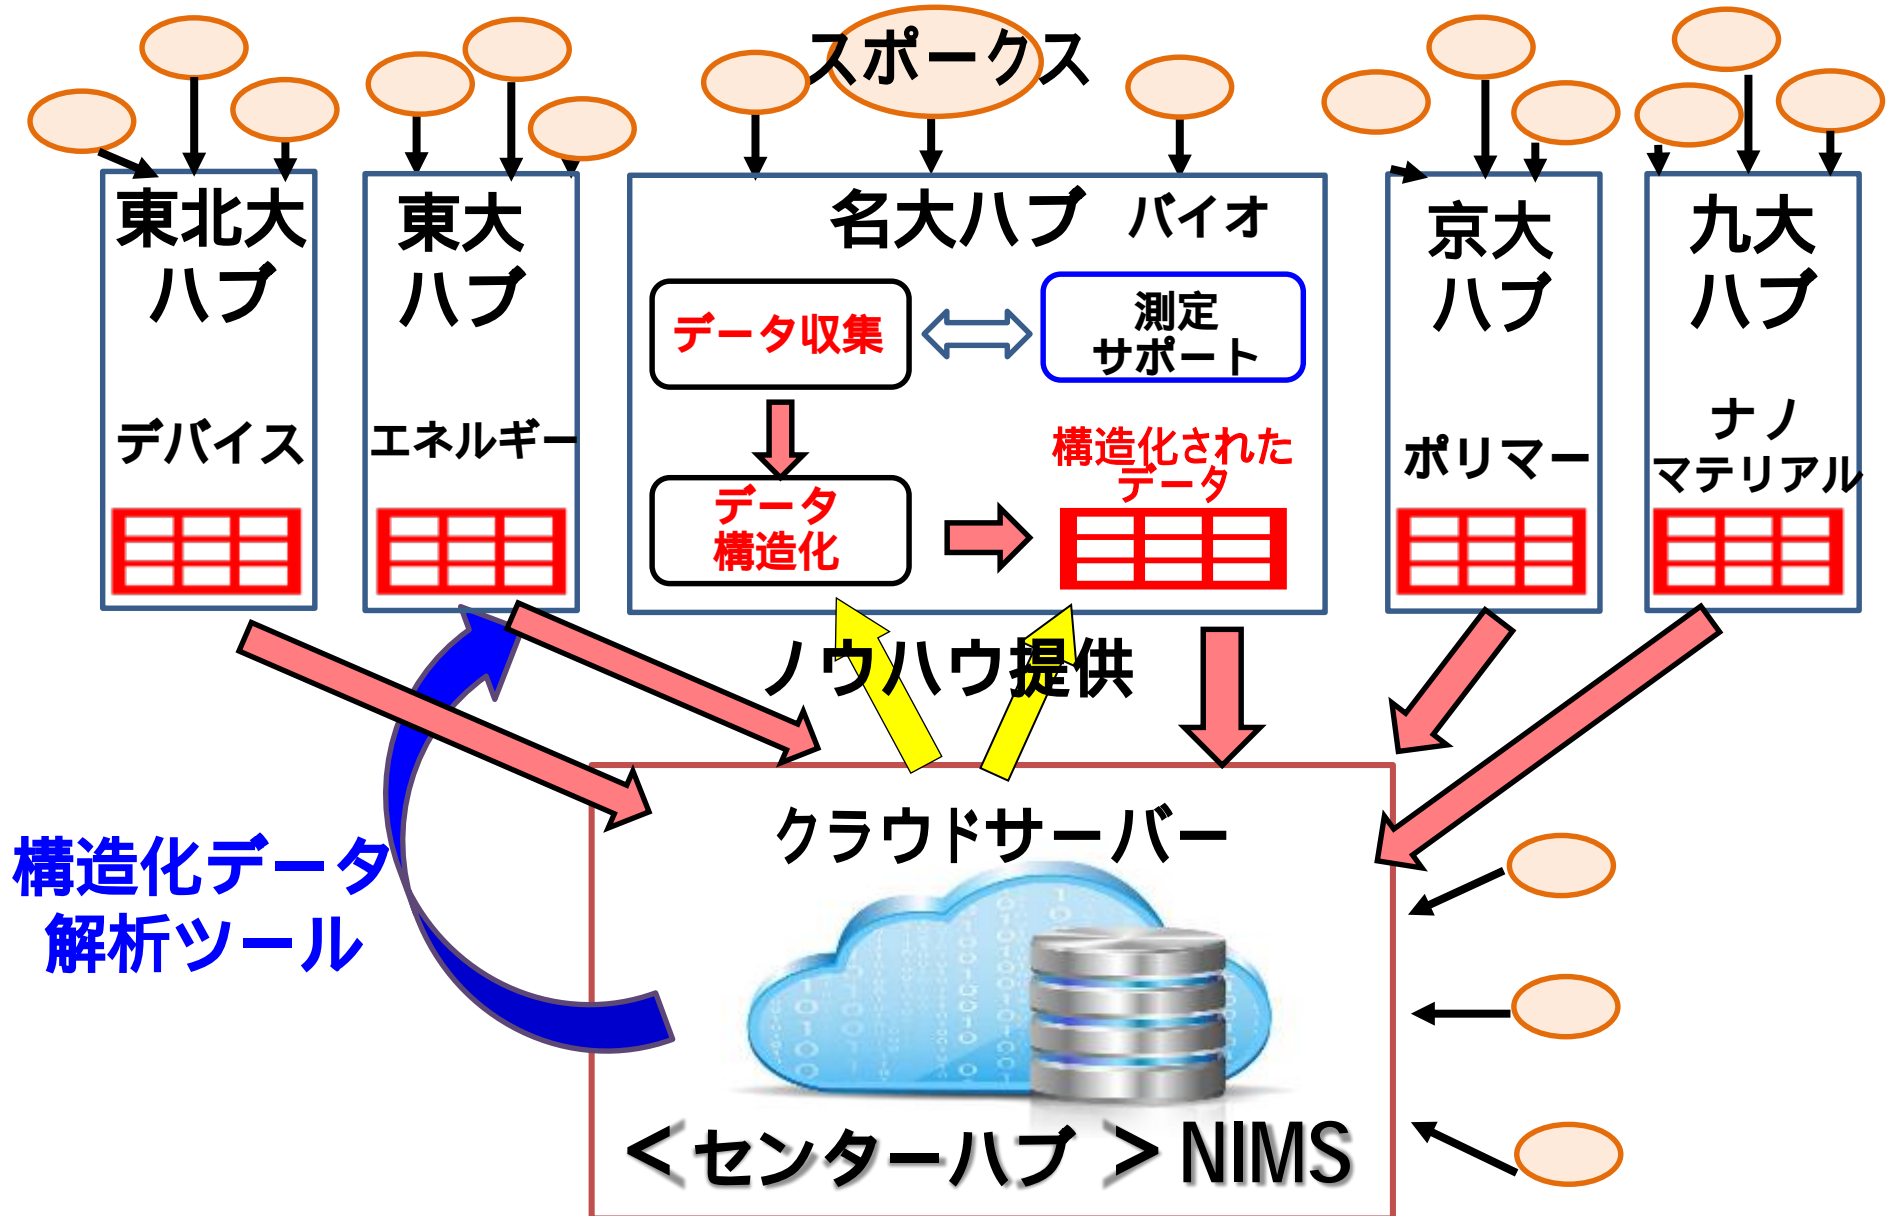 スポークス
東北大
ハブ
デバイス
東大
ハブ
エネルギー
名大ハブ バイオ
データ収集
測定
サポート
データ
構造化
構造化された
データ
京大
ハブ
ポリマー
九大
ハブ
ナノ
マテリアル
ノウハウ提供
構造化データ
解析ツール
クラウドサーバー
＜センターハブ＞NIMS